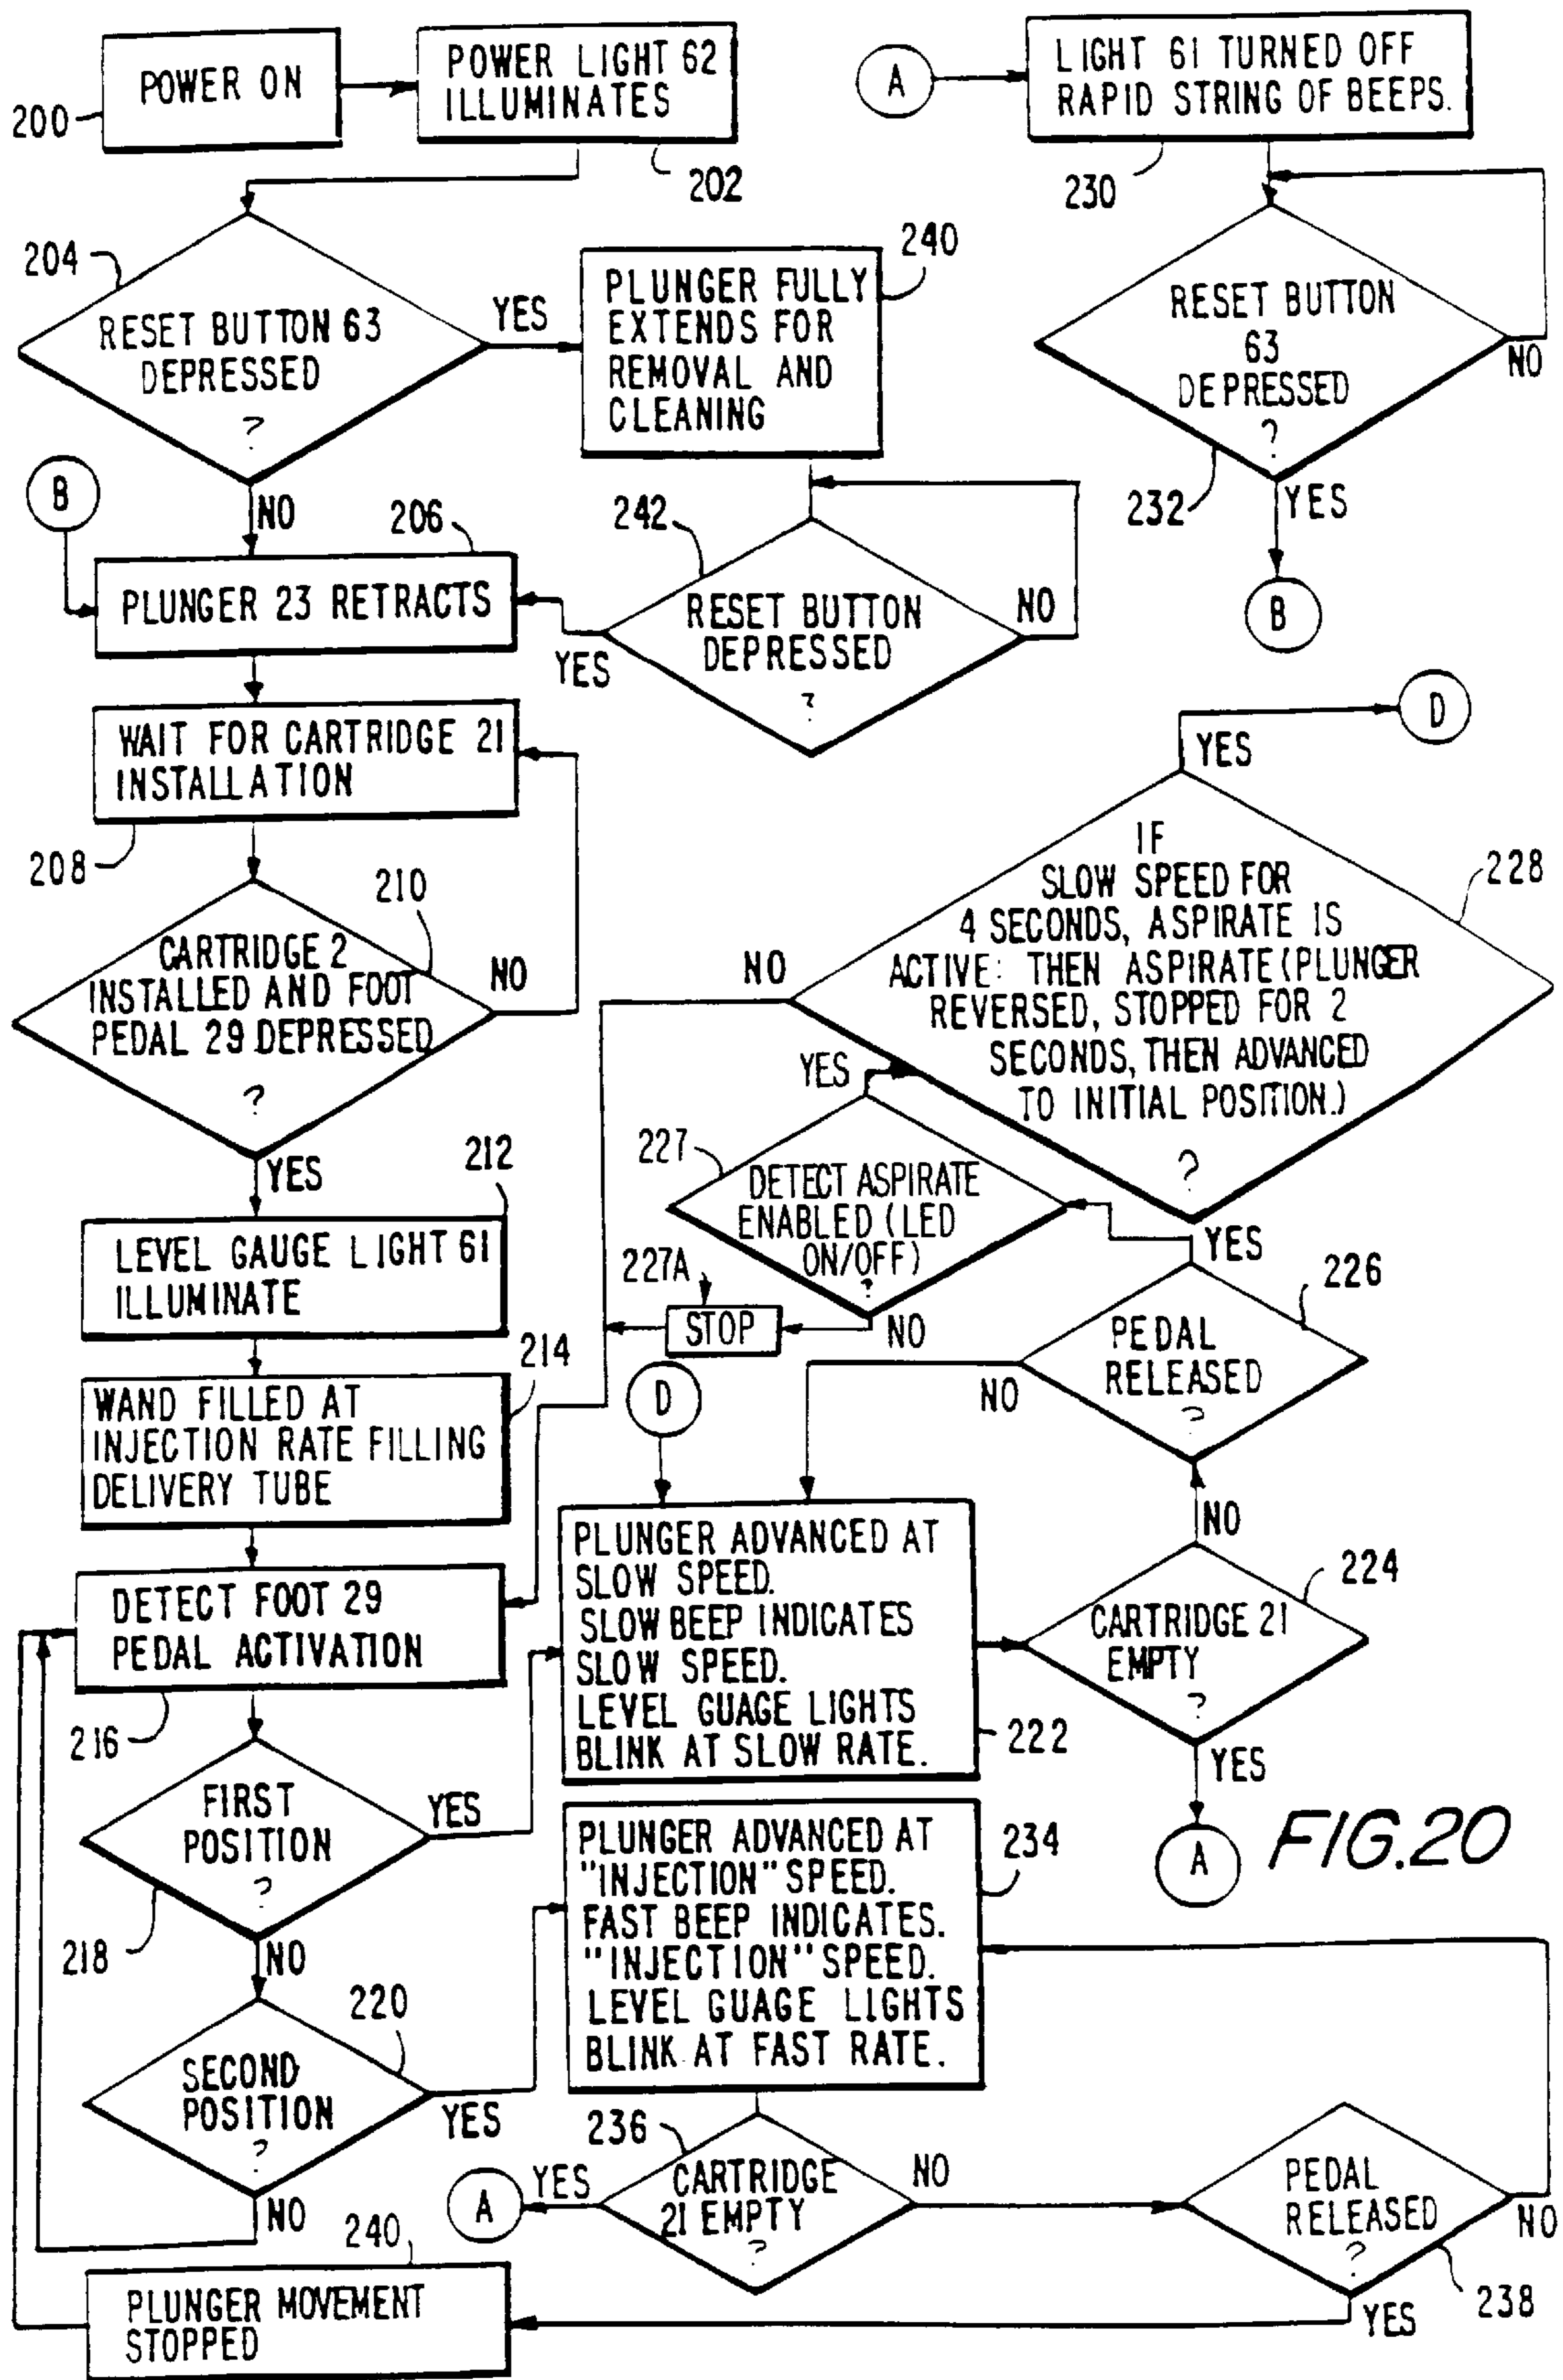 200
POWER ON
POWER LIGHT 62
ILLUMINATES
202
A
LIGHT 61 TURNED OFF
RAPID STRING OF BEEPS.
230
204
RESET BUTTON 63
DEPRESSED
?
YES
NO
240
PLUNGER FULLY
EXTENDS FOR
REMOVAL AND
CLEANING
RESET BUTTON
63
DEPRESSED
?
NO
232
YES
B
B
206
PLUNGER 23 RETRACTS
242
RESET BUTTON
DEPRESSED
?
NO
YES
WAIT FOR CARTRIDGE 21
INSTALLATION
208
210
CARTRIDGE 2
INSTALLED AND FOOT
PEDAL 29 DEPRESSED
?
NO
YES
D
YES
IF
SLOW SPEED FOR
4 SECONDS, ASPIRATE IS
ACTIVE: THEN ASPIRATE (PLUNGER
REVERSED, STOPPED FOR 2
SECONDS, THEN ADVANCED
TO INITIAL POSITION.)
?
228
NO
YES
227
DETECT ASPIRATE
ENABLED (LED
ON/OFF)
?
NO
227A
STOP
YES
226
PEDAL
RELEASED
?
NO
212
LEVEL GAUGE LIGHT 61
ILLUMINATE
214
WAND FILLED AT
INJECTION RATE FILLING
DELIVERY TUBE
D
DETECT FOOT 29
PEDAL ACTIVATION
216
PLUNGER ADVANCED AT
SLOW SPEED.
SLOW BEEP INDICATES
SLOW SPEED.
LEVEL GUAGE LIGHTS
BLINK AT SLOW RATE.
222
NO
224
CARTRIDGE 21
EMPTY
?
YES
A
FIG.20
FIRST
POSITION
?
YES
218
NO
PLUNGER ADVANCED AT
"INJECTION" SPEED.
FAST BEEP INDICATES.
"INJECTION" SPEED.
LEVEL GUAGE LIGHTS
BLINK AT FAST RATE.
234
220
SECOND
POSITION
?
YES
NO
236
CARTRIDGE
21 EMPTY
?
YES
A
NO
PEDAL
RELEASED
?
NO
238
YES
240
PLUNGER MOVEMENT
STOPPED